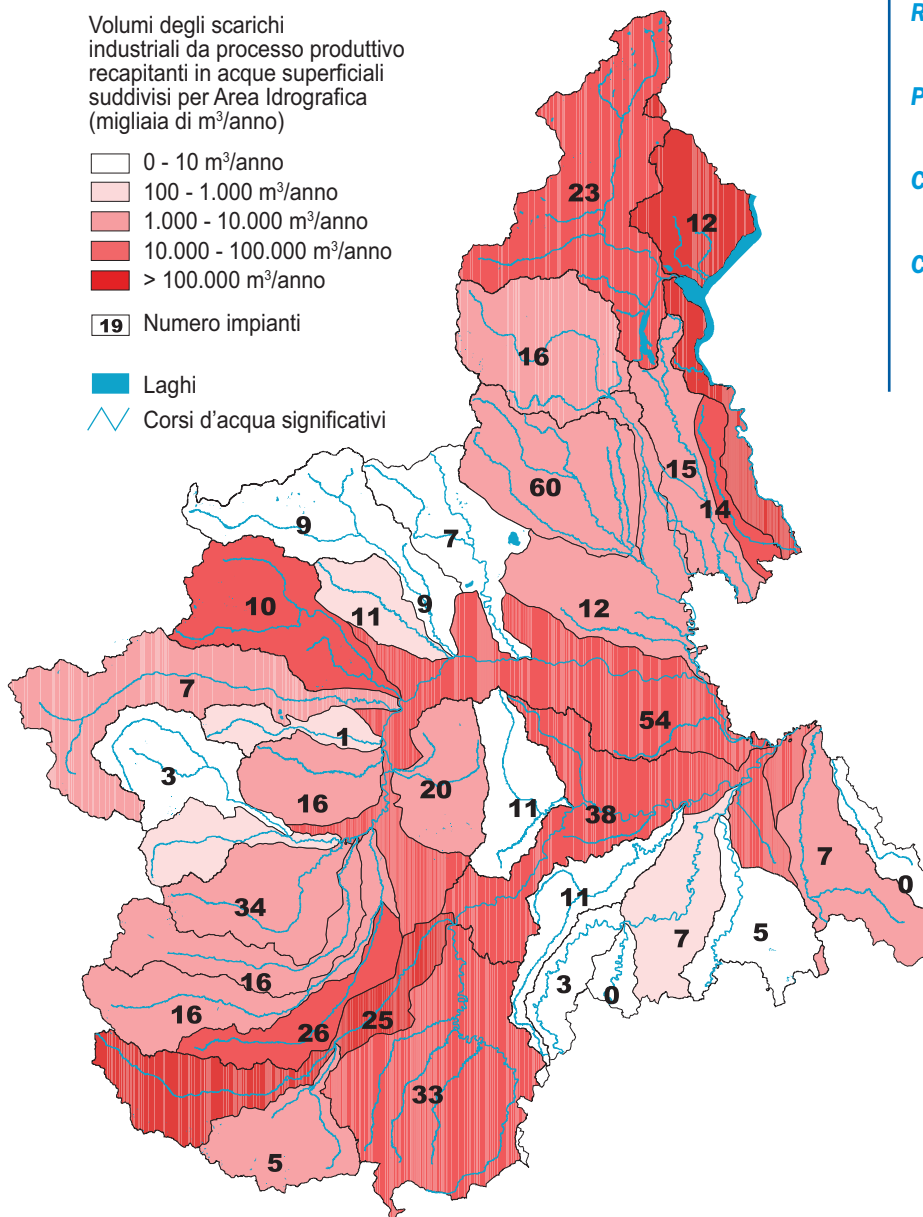 Volumi degli scarichi
industriali da processo produttivo
recapitanti in acque superficiali
suddivisi per Area Idrografica
(migliaia di m³/anno)
0 - 10 m³/anno
100 - 1.000 m³/anno
1.000 - 10.000 m³/anno
10.000 - 100.000 m³/anno
> 100.000 m³/anno
19 Numero impianti
Laghi
Corsi d'acqua significativi
R
P
C
C
23
12
16
15
60
14
9
7
10
11
9
12
7
1
54
3
16
20
11
38
7
0
34
11
7
5
16
3
0
16
26
25
33
5